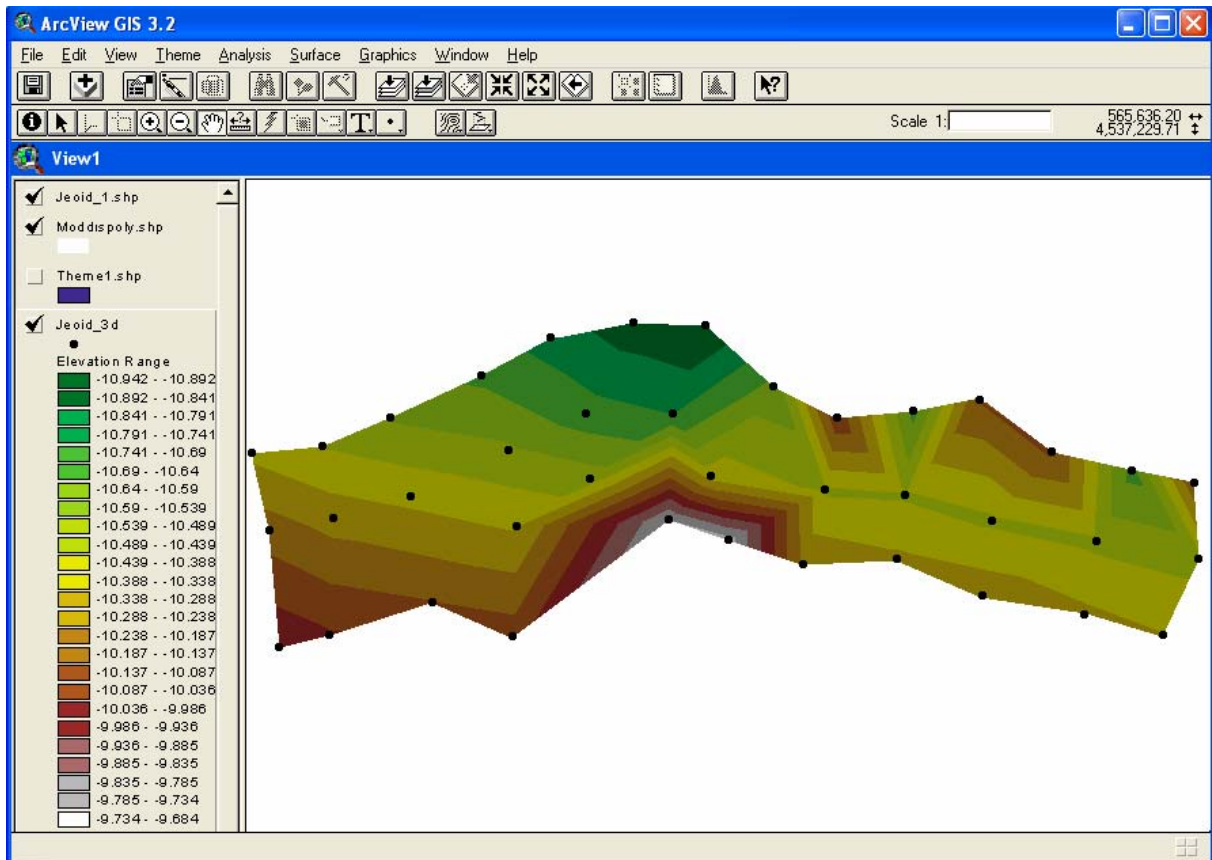 ArcView GIS 3.2
File Edit View Theme Analysis Surface Graphics Window Help
Scale 1:
565,636.20
4,537,229.71
View1
Jeoid_1.shp
Moddispoly.shp
Theme1.shp
Jeoid_3d
Elevation Range
-10.942 - -10.892
-10.892 - -10.841
-10.841 - -10.791
-10.791 - -10.741
-10.741 - -10.69
-10.69 - -10.64
-10.64 - -10.59
-10.59 - -10.539
-10.539 - -10.489
-10.489 - -10.439
-10.439 - -10.388
-10.388 - -10.338
-10.338 - -10.288
-10.288 - -10.238
-10.238 - -10.187
-10.187 - -10.137
-10.137 - -10.087
-10.087 - -10.036
-10.036 - -9.986
-9.986 - -9.936
-9.936 - -9.885
-9.885 - -9.835
-9.835 - -9.785
-9.785 - -9.734
-9.734 - -9.684